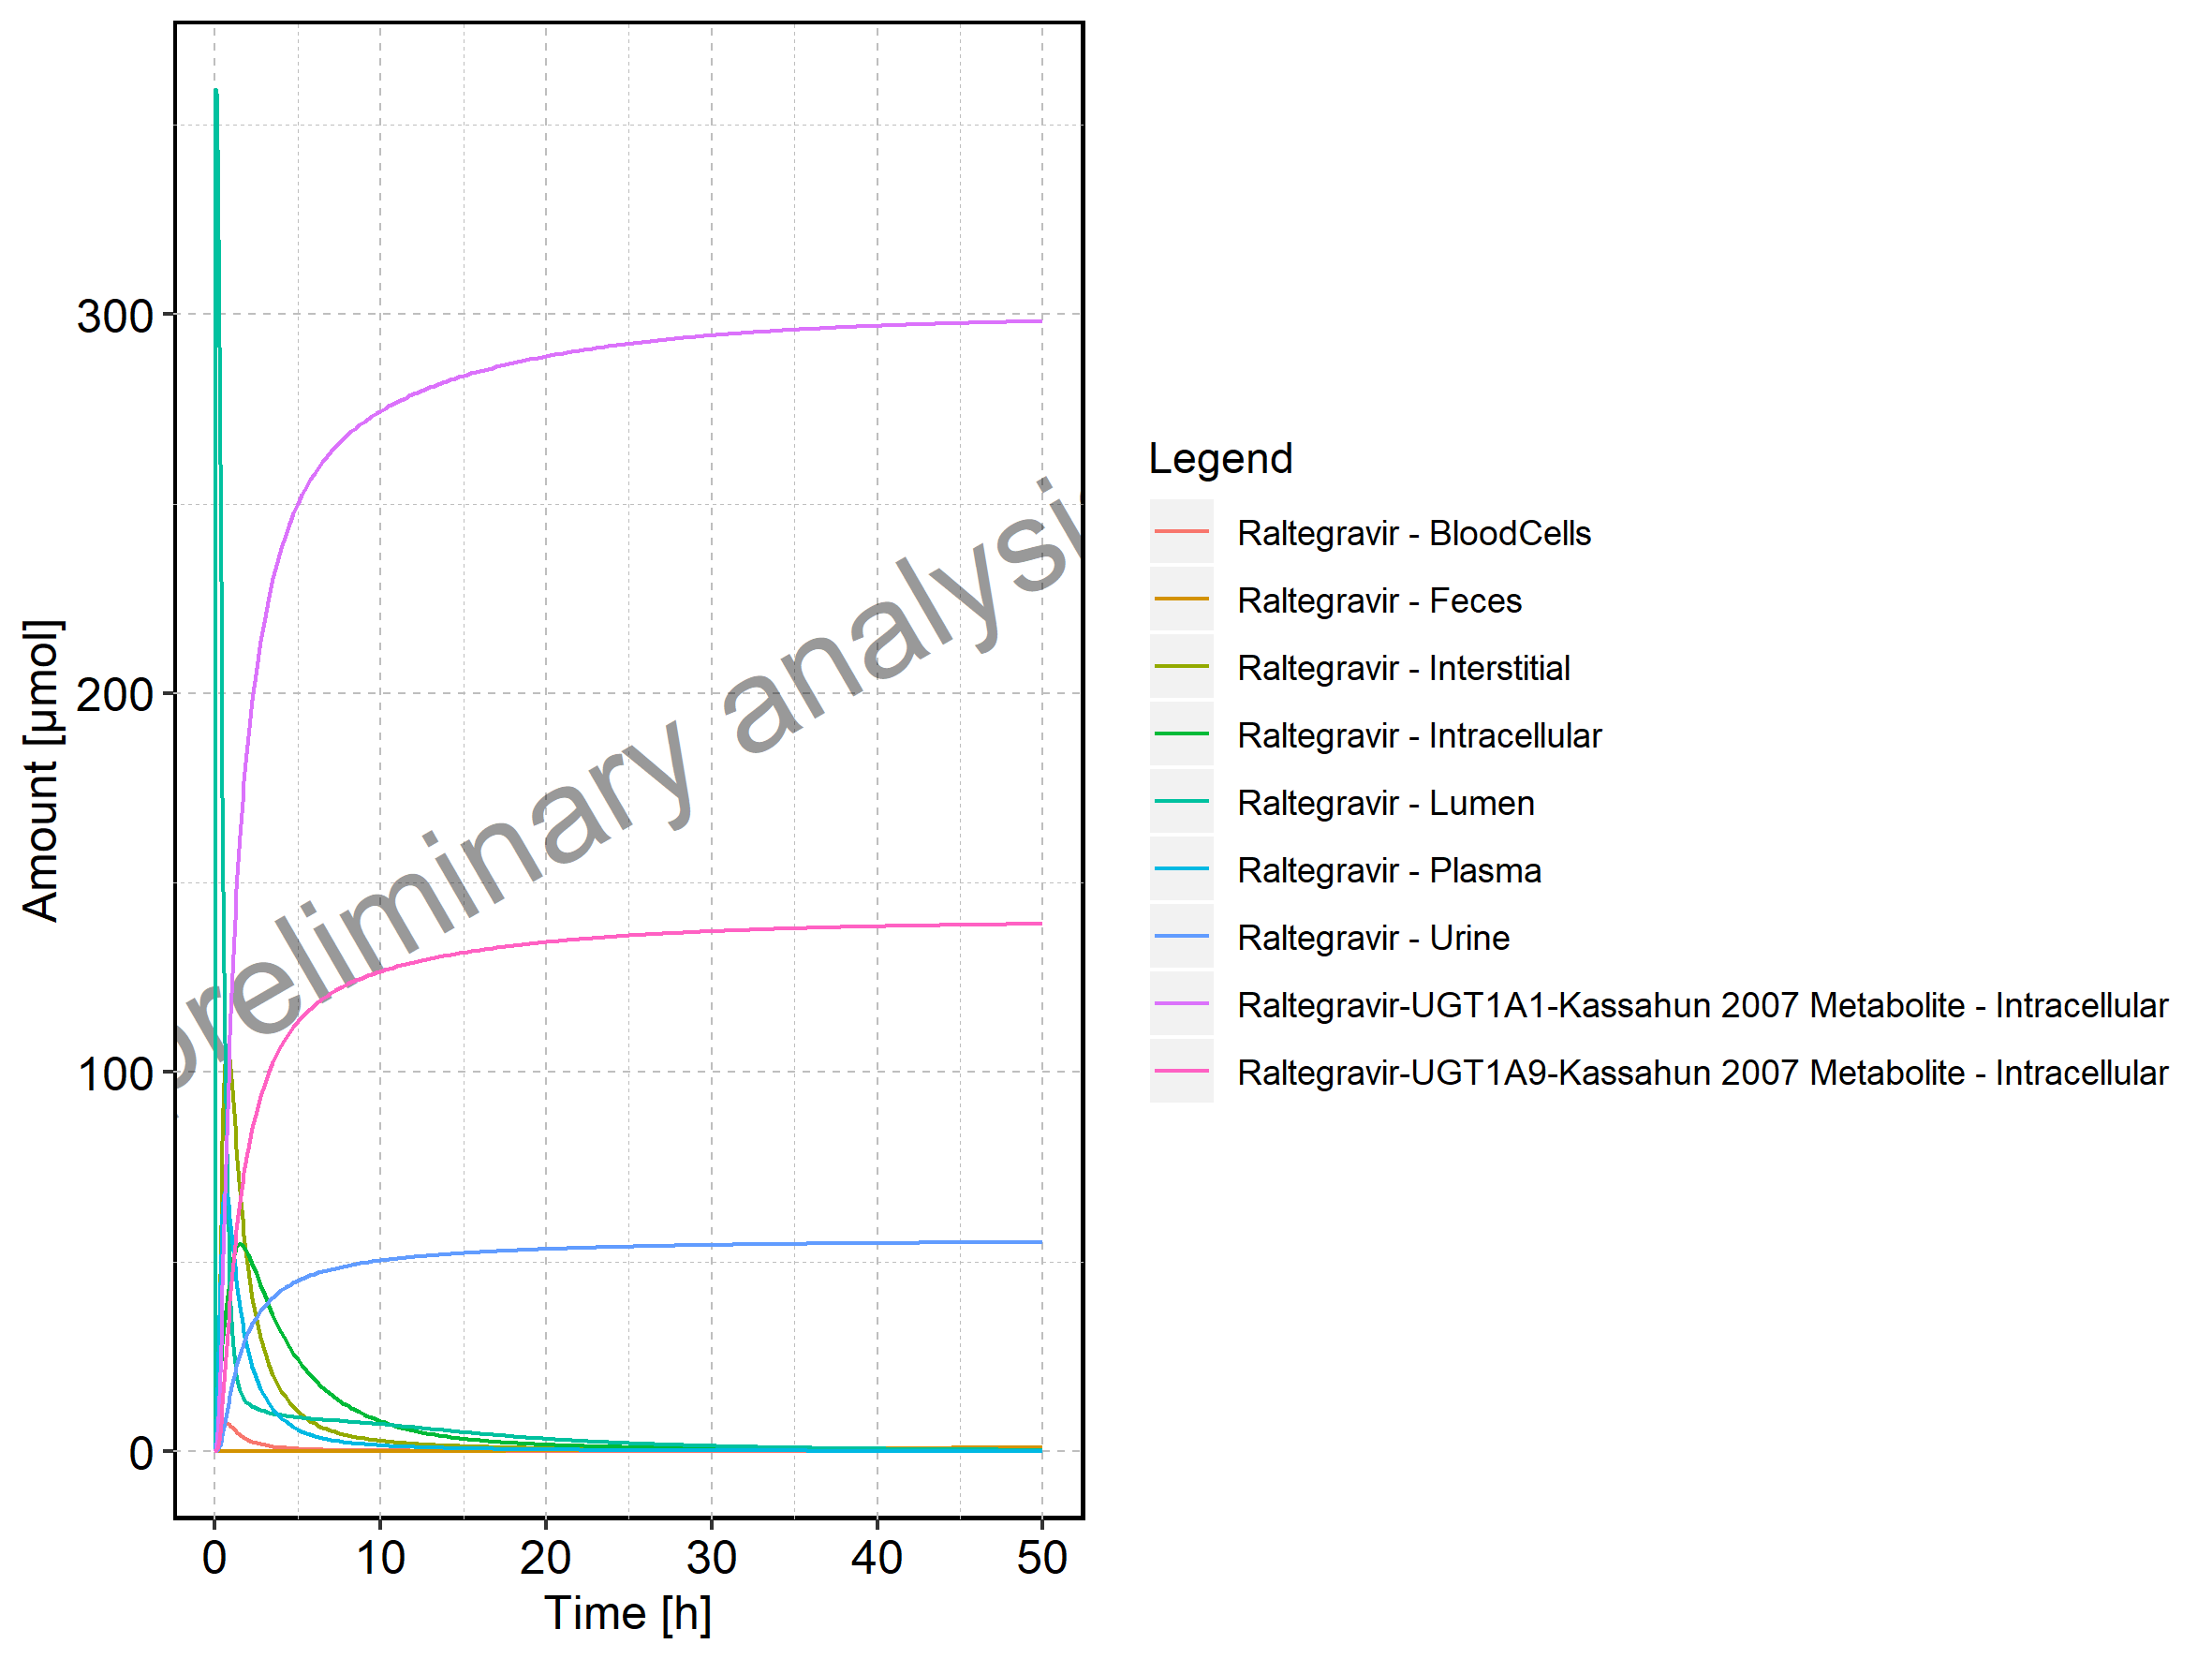 300
200
100
0
Amount [µmol]
preliminary analysis
0 10 20 30 40 50
Time [h]
Legend
Raltegravir - BloodCells
Raltegravir - Feces
Raltegravir - Interstitial
Raltegravir - Intracellular
Raltegravir - Lumen
Raltegravir - Plasma
Raltegravir - Urine
Raltegravir-UGT1A1-Kassahun 2007 Metabolite - Intracellular
Raltegravir-UGT1A9-Kassahun 2007 Metabolite - Intracellular